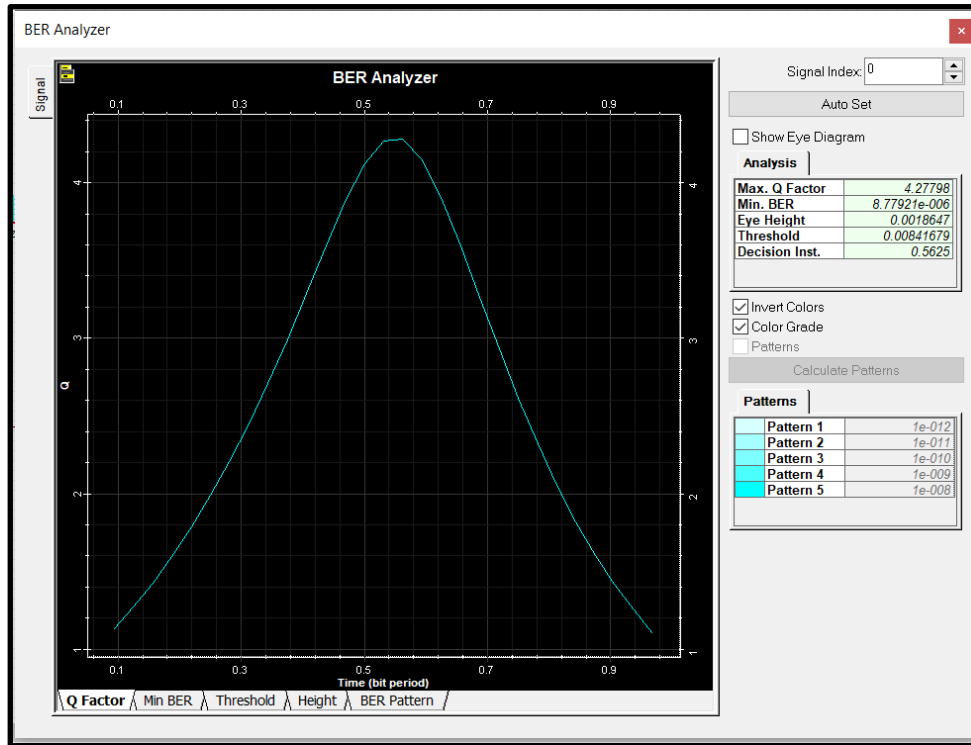 BER Analyzer
Signal
BER Analyzer
0.1 0.3 0.5 0.7 0.9
4 4
3 3
Q
2 2
1 1
0.1 0.3 0.5 0.7 0.9
Time (bit period)
Q Factor Min BER Threshold Height BER Pattern
Signal Index: 0
Auto Set
Show Eye Diagram
Analysis
Max. Q Factor 4.27798
Min. BER 8.77921e-006
Eye Height 0.0018647
Threshold 0.00841679
Decision Inst. 0.5625
Invert Colors
Color Grade
Patterns
Calculate Patterns
Patterns
Pattern 1 1e-012
Pattern 2 1e-011
Pattern 3 1e-010
Pattern 4 1e-009
Pattern 5 1e-008